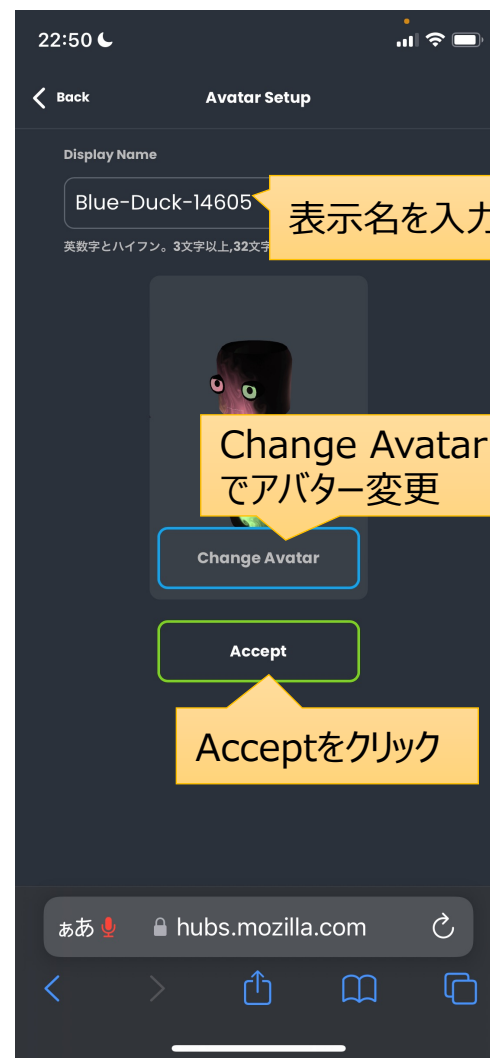 22:50
Back
Avatar Setup
Display Name
Blue-Duck-14605
表示名を入力
英数字とハイフン。3文字以上,32文字
Change Avatar
でアバター変更
Change Avatar
Accept
Acceptをクリック
ぁあ
hubs.mozilla.com